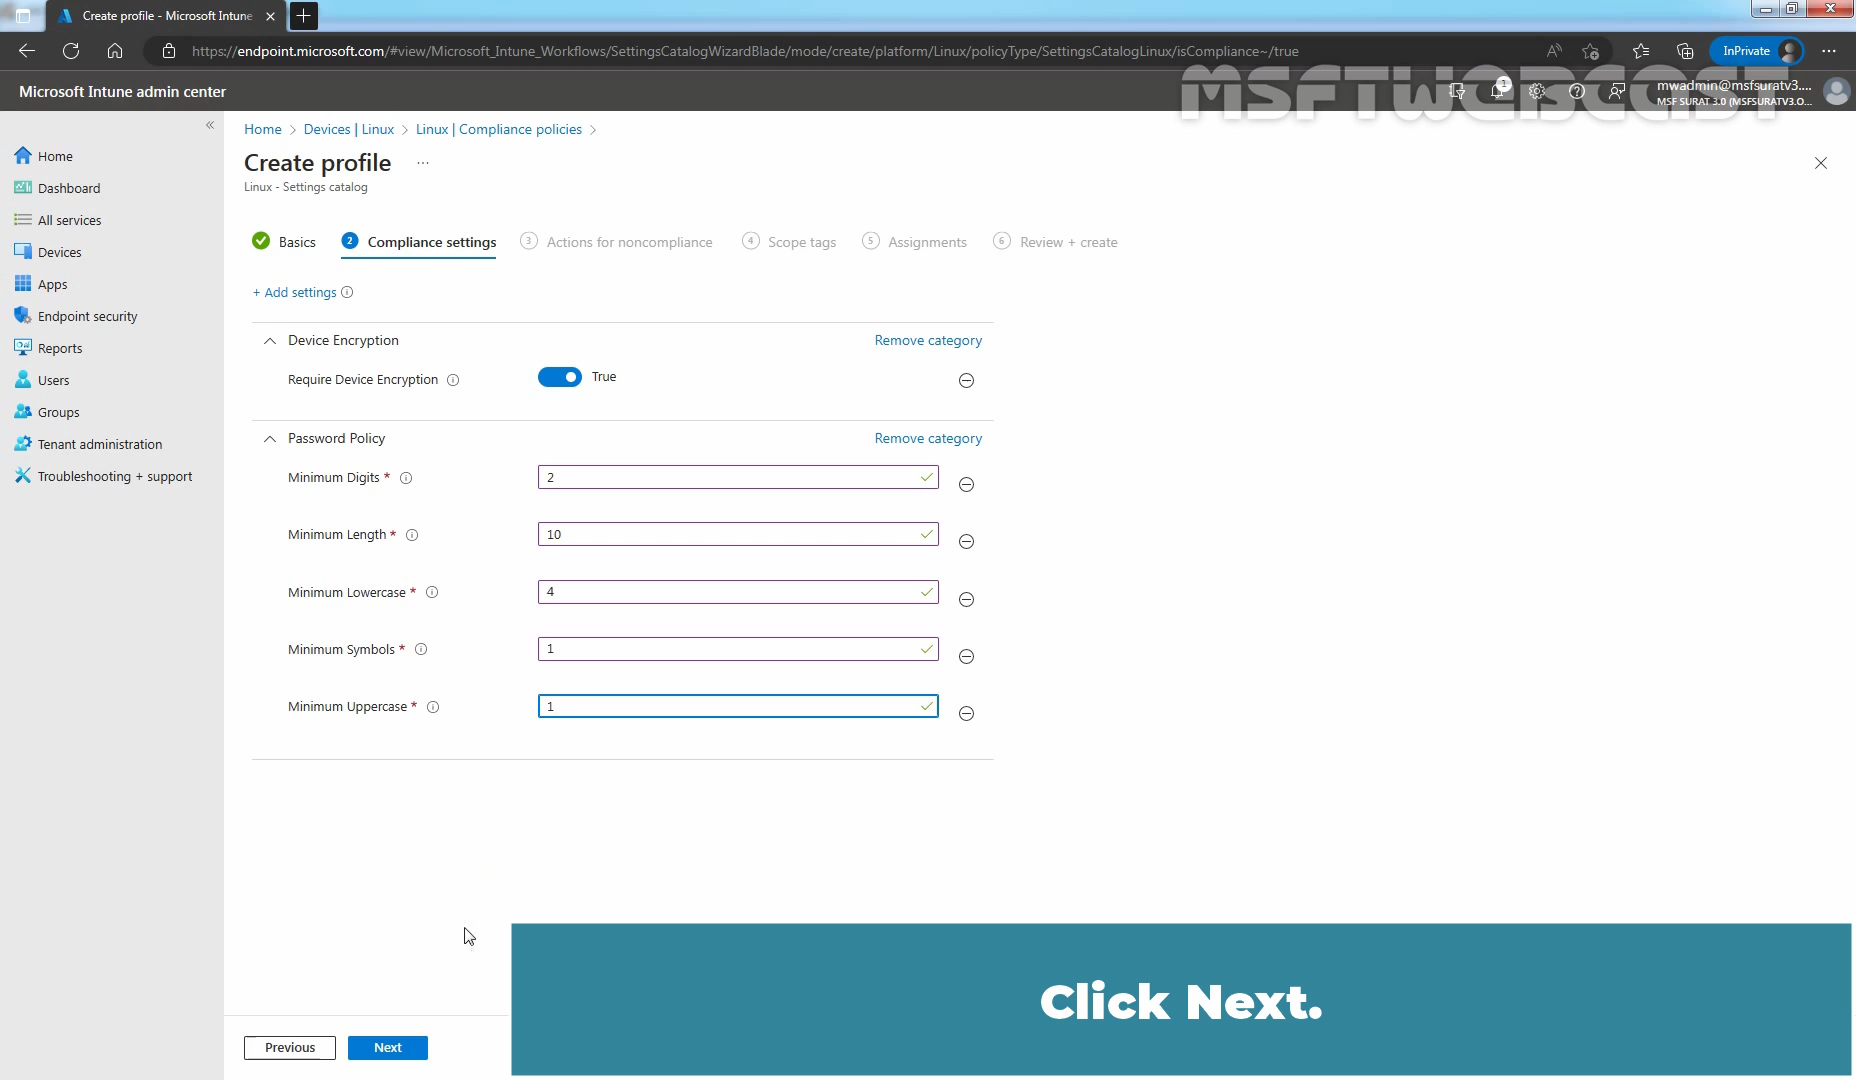 Create profile - Microsoft Intune
https://endpoint.microsoft.com/#view/Microsoft_Intune_Workflows/SettingsCatalogWizardBlade/mode/create/platform/Linux/policyType/SettingsCatalogLinux/isCompliance~/true
InPrivate
MSFTWEBCAST
Microsoft Intune admin center
1
mwadmin@msfsuratv3....
MSF SURAT 3.0 (MSFSURATV3.O...
Home
Dashboard
All services
Devices
Apps
Endpoint security
Reports
Users
Groups
Tenant administration
Troubleshooting + support
Home > Devices | Linux > Linux | Compliance policies >
Create profile ...
Linux - Settings catalog
Basics 2 Compliance settings 3 Actions for noncompliance 4 Scope tags 5 Assignments 6 Review + create
+ Add settings
Device Encryption Remove category
Require Device Encryption True
Password Policy Remove category
Minimum Digits * 2
Minimum Length * 10
Minimum Lowercase * 4
Minimum Symbols * 1
Minimum Uppercase * 1
Click Next.
Previous Next